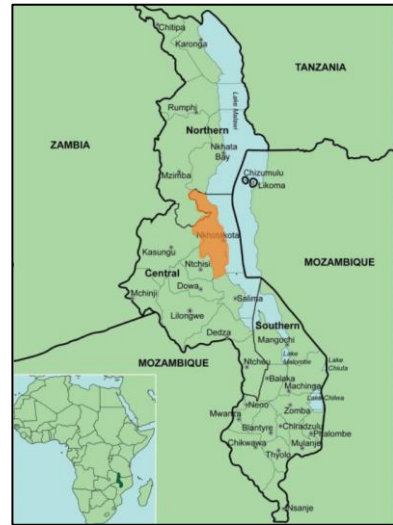 Chitipa
Karonga
TANZANIA
Lake Malawi
Rumphi
Northern
ZAMBIA
Nkhata
Bay
Chizumulu
Likoma
Mzimba
Nkhotakota
MOZAMBIQUE
Kasungu
Ntchisi
Central
Dowa
Mchinji
Salima
Lilongwe
Southern
Dedza
Mangochi
MOZAMBIQUE
Lake
Malombe
Lake
Chiuta
Ntcheu
Balaka
Machinga
Lake Chilwa
Neno
Zomba
Mwanza
Blantyre
Chiradzulu
Phalombe
Chikwawa
Mulanje
Thyolo
Nsanje